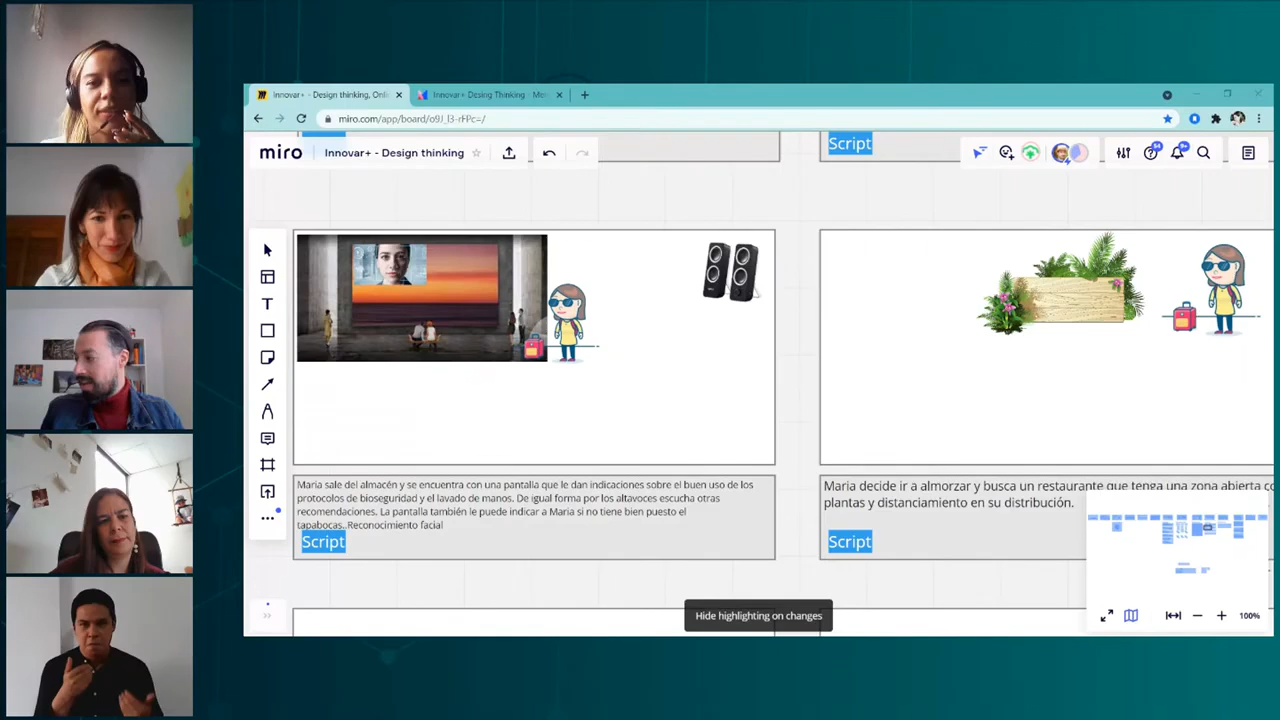 Innovar+ - Design thinking, Onli
Innovar+ Desing Thinking - Me
miro.com/app/board/o9J_l3-rFPc=/
miro
Innovar+ - Design thinking
Script
Maria sale del almacén y se encuentra con una pantalla que le dan indicaciones sobre el buen uso de los
protocolos de bioseguridad y el lavado de manos. De igual forma por los altavoces escucha otras
recomendaciones. La pantalla también le puede indicar a Maria si no tiene bien puesto el
tapabocas..Reconocimiento facial
Script
Maria decide ir a almorzar y busca un restaurante que tenga una zona abierta co
plantas y distanciamiento en su distribución.
Script
Hide highlighting on changes
100%